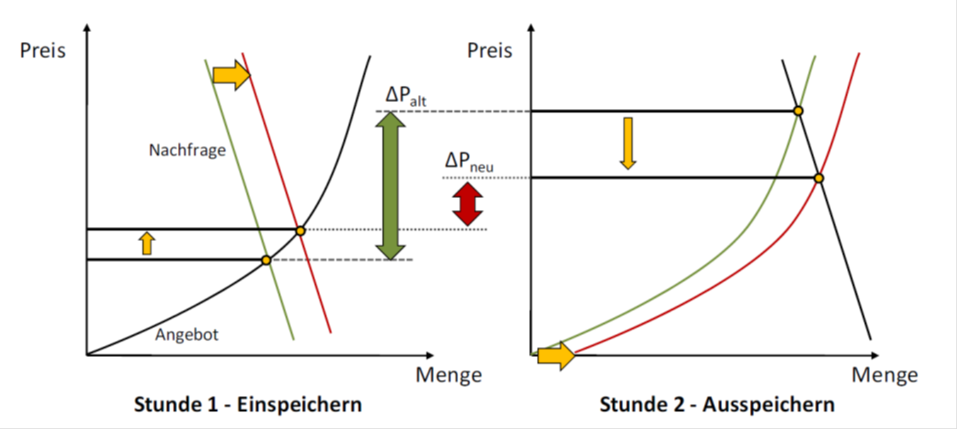 Preis
Nachfrage
Angebot
Menge
Stunde 1 - Einspeichern
ΔPalt
ΔPneu
Preis
Menge
Stunde 2 - Ausspeichern